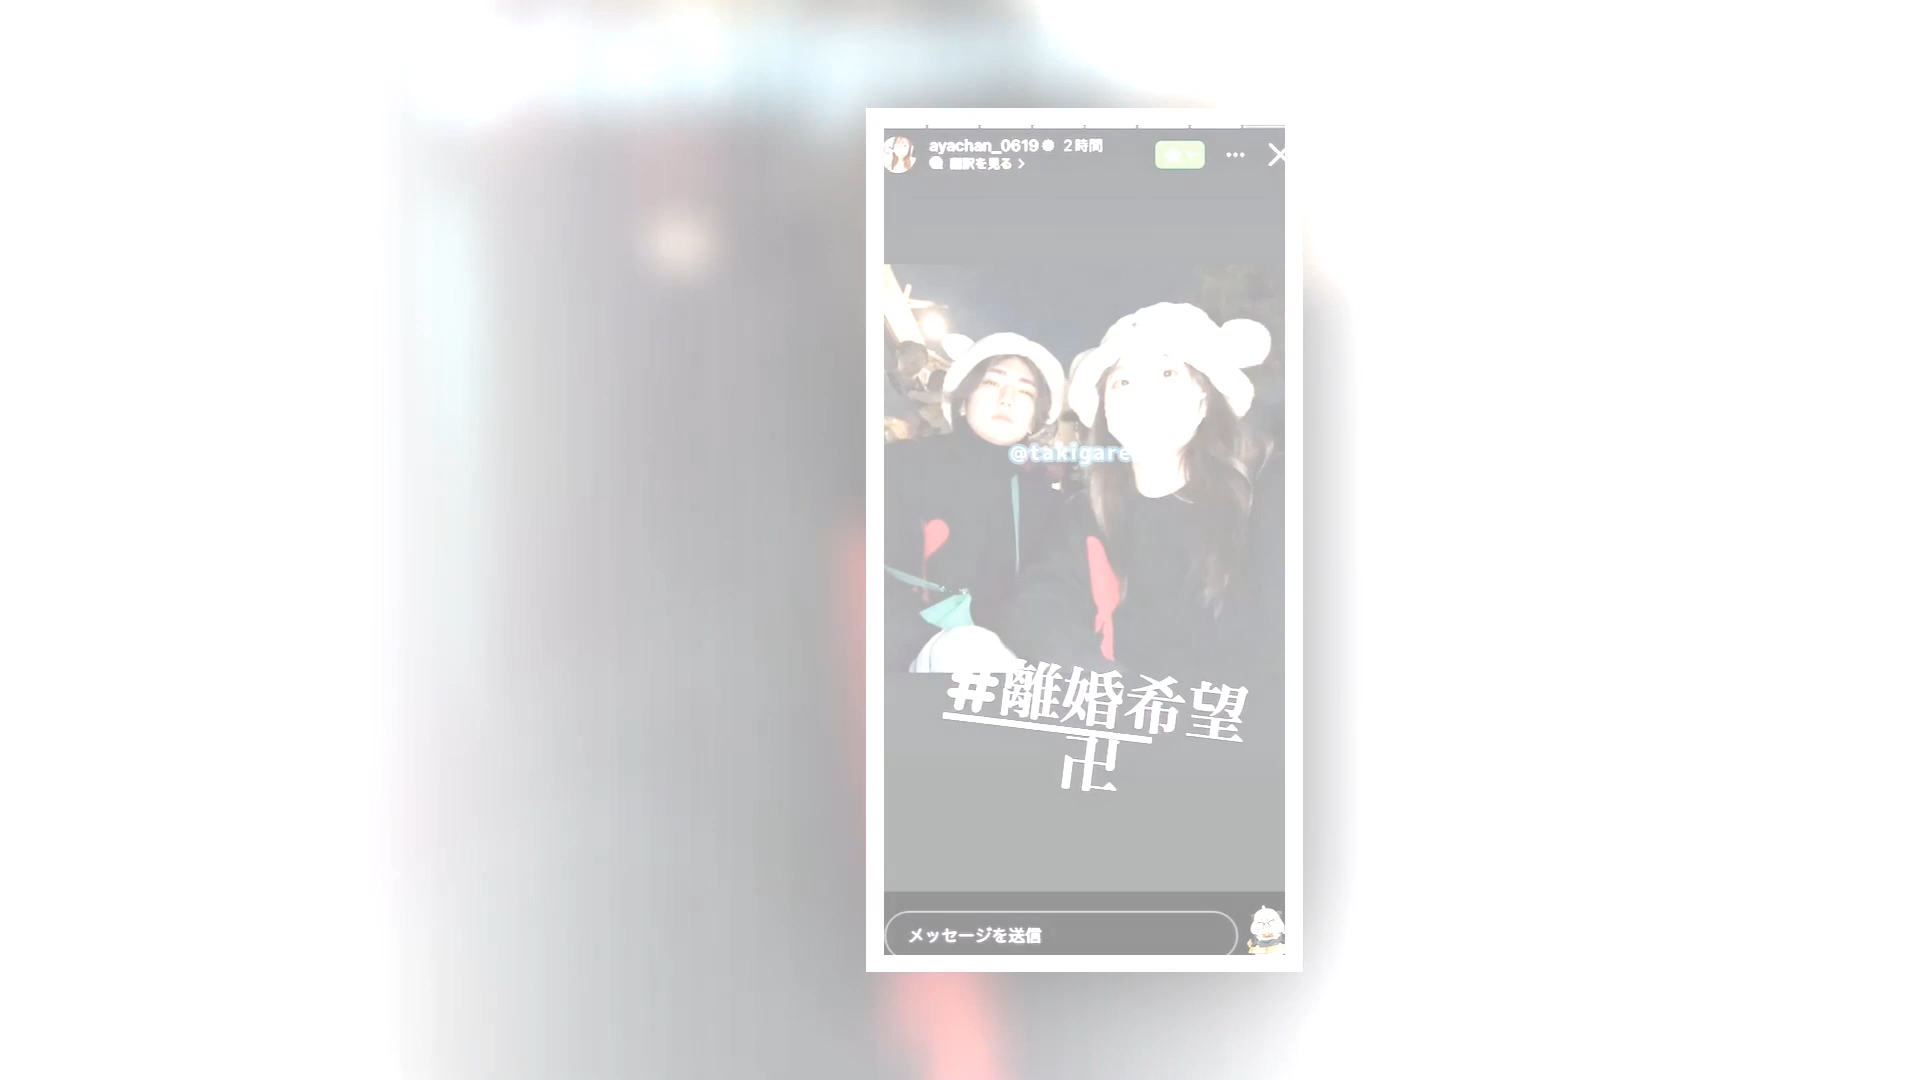 ayachan_0619 2時間
翻訳を見る
@takigare
#離婚希望
卍
メッセージを送信